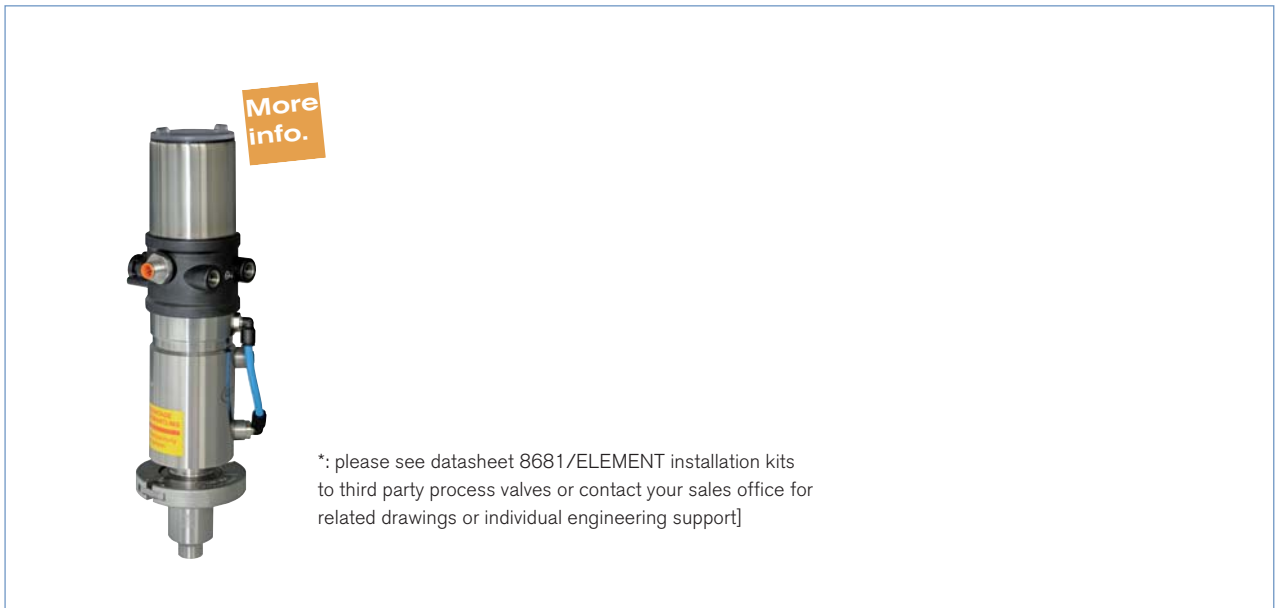 More
info.
*: please see datasheet 8681/ELEMENT installation kits
to third party process valves or contact your sales office for
related drawings or individual engineering support]